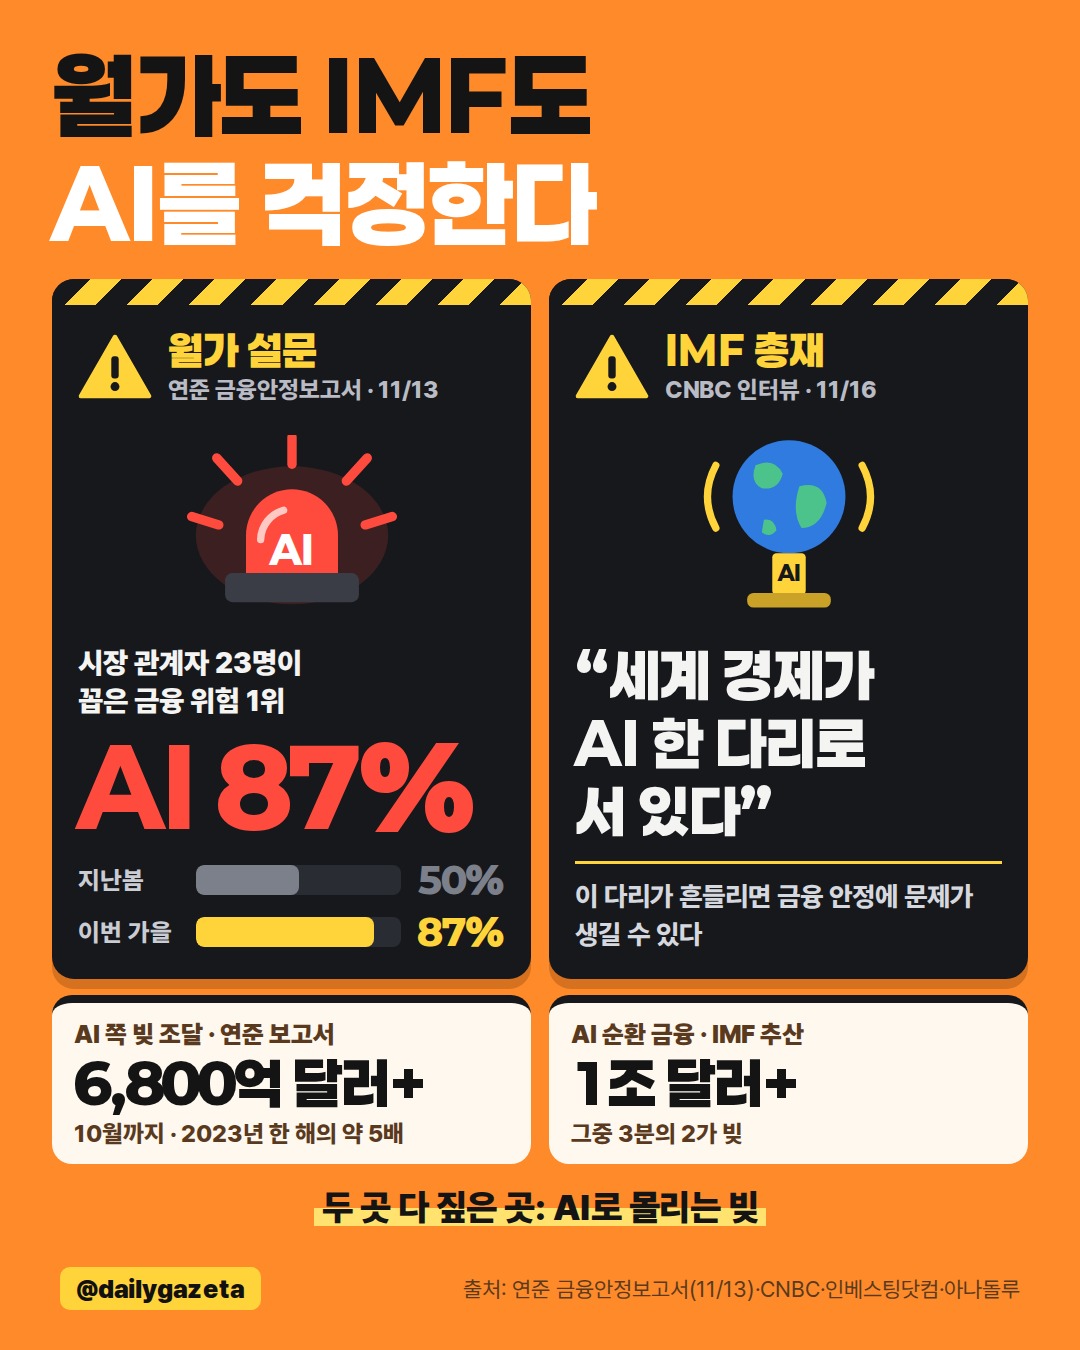 월가도 IMF도
AI를 걱정한다
월가 설문
연준 금융안정보고서 · 11/13
AI
시장 관계자 23명이
꼽은 금융 위험 1위
AI 87%
지난봄 50%
이번 가을 87%
IMF 총재
CNBC 인터뷰 · 11/16
AI
“세계 경제가
AI 한 다리로
서 있다”
이 다리가 흔들리면 금융 안정에 문제가
생길 수 있다
AI 쪽 빚 조달 · 연준 보고서
6,800억 달러+
10월까지 · 2023년 한 해의 약 5배
AI 순환 금융 · IMF 추산
1조 달러+
그중 3분의 2가 빚
두 곳 다 짚은 곳: AI로 몰리는 빚
@dailygazeta
출처: 연준 금융안정보고서(11/13)·CNBC·인베스팅닷컴·아나돌루